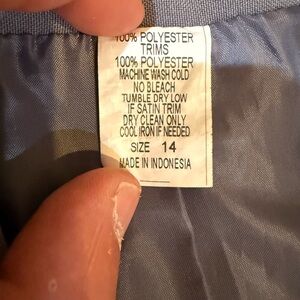 100% POLYESTER
TRIMS
100% POLYESTER
MACHINE WASH COLD
NO BLEACH
TUMBLE DRY LOW
IF SATIN TRIM
DRY CLEAN ONLY
COOL IRON IF NEEDED
SIZE 14
MADE IN INDONESIA